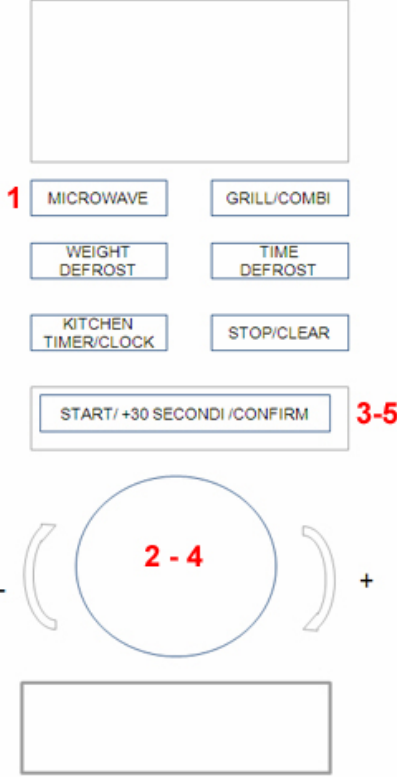 1 MICROWAVE GRILL/COMBI
WEIGHT TIME
DEFROST DEFROST
KITCHEN
TIMER/CLOCK STOP/CLEAR
START/ +30 SECONDI /CONFIRM 3-5
2 - 4
- +